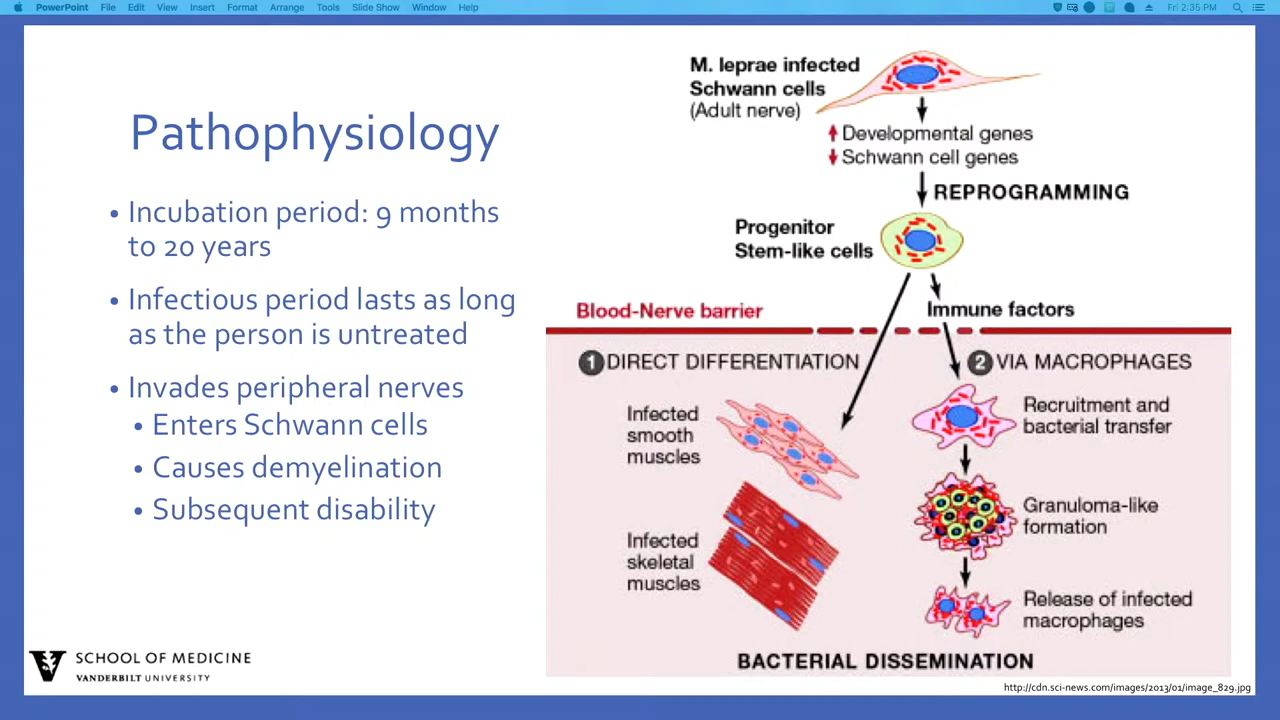 PowerPoint File Edit View Insert Format Arrange Tools Slide Show Window Help
Fri 2:35 PM
Pathophysiology
• Incubation period: 9 months
to 20 years
• Infectious period lasts as long
as the person is untreated
• Invades peripheral nerves
• Enters Schwann cells
• Causes demyelination
• Subsequent disability
SCHOOL OF MEDICINE
VANDERBILT UNIVERSITY
M. leprae infected
Schwann cells
(Adult nerve)
Developmental genes
Schwann cell genes
REPROGRAMMING
Progenitor
Stem-like cells
Blood-Nerve barrier
Immune factors
1 DIRECT DIFFERENTIATION
Infected
smooth
muscles
Infected
skeletal
muscles
2 VIA MACROPHAGES
Recruitment and
bacterial transfer
Granuloma-like
formation
Release of infected
macrophages
BACTERIAL DISSEMINATION
http://cdn.sci-news.com/images/2013/01/image_829.jpg